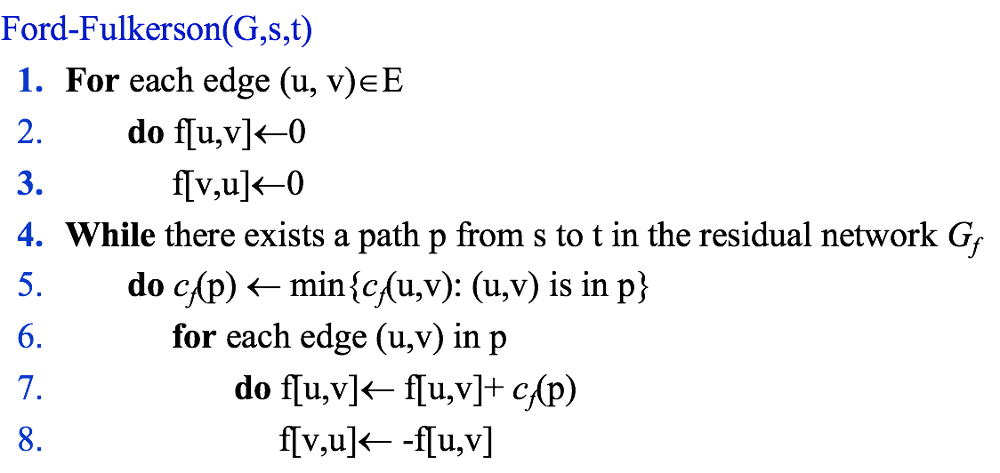 Ford-Fulkerson(G,s,t)
1. For each edge (u, v)∈E
2. do f[u,v]←0
3. f[v,u]←0
4. While there exists a path p from s to t in the residual network G_f
5. do c_f(p) ← min{c_f(u,v): (u,v) is in p}
6. for each edge (u,v) in p
7. do f[u,v]← f[u,v]+ c_f(p)
8. f[v,u]← -f[u,v]